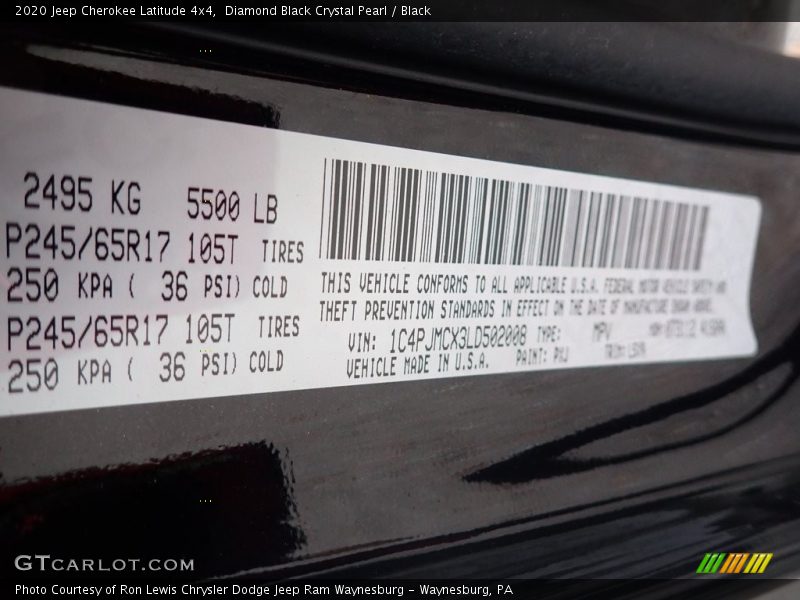 2020 Jeep Cherokee Latitude 4x4,  Diamond Black Crystal Pearl / Black
2495 KG 5500 LB
P245/65R17 105T TIRES
250 KPA ( 36 PSI) COLD
P245/65R17 105T TIRES
250 KPA ( 36 PSI) COLD
THIS VEHICLE CONFORMS TO ALL APPLICABLE U.S.A. FEDERAL MOTOR VEHICLE SAFETY AND
THEFT PREVENTION STANDARDS IN EFFECT ON THE DATE OF MANUFACTURE SHOWN ABOVE.
VIN: 1C4PJMCX3LD502008 TYPE: MPV
VEHICLE MADE IN U.S.A. PAINT: PXJ
GTCARLOT.COM
Photo Courtesy of Ron Lewis Chrysler Dodge Jeep Ram Waynesburg – Waynesburg, PA